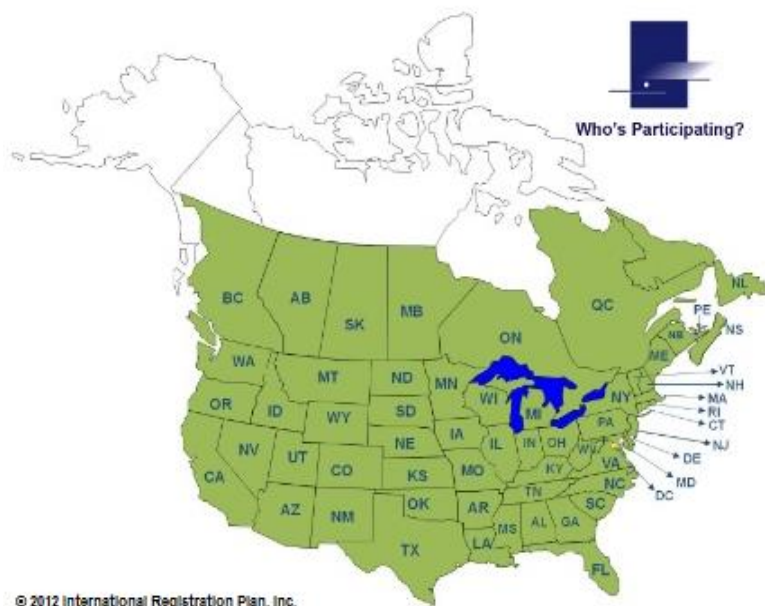 Who's Participating?
NL
BC
AB
MB
QC
PE
SK
NS
ON
NB
ME
WA
MT
ND
MN
VT
NH
OR
ID
WI
NY
MA
WY
SD
MI
RI
PA
CT
IA
NV
NE
IL
IN
OH
NJ
UT
WV
DE
CA
CO
KS
MO
KY
VA
MD
NC
DC
TN
AZ
NM
OK
AR
SC
MS
AL
GA
TX
LA
FL
© 2012 International Registration Plan, Inc.